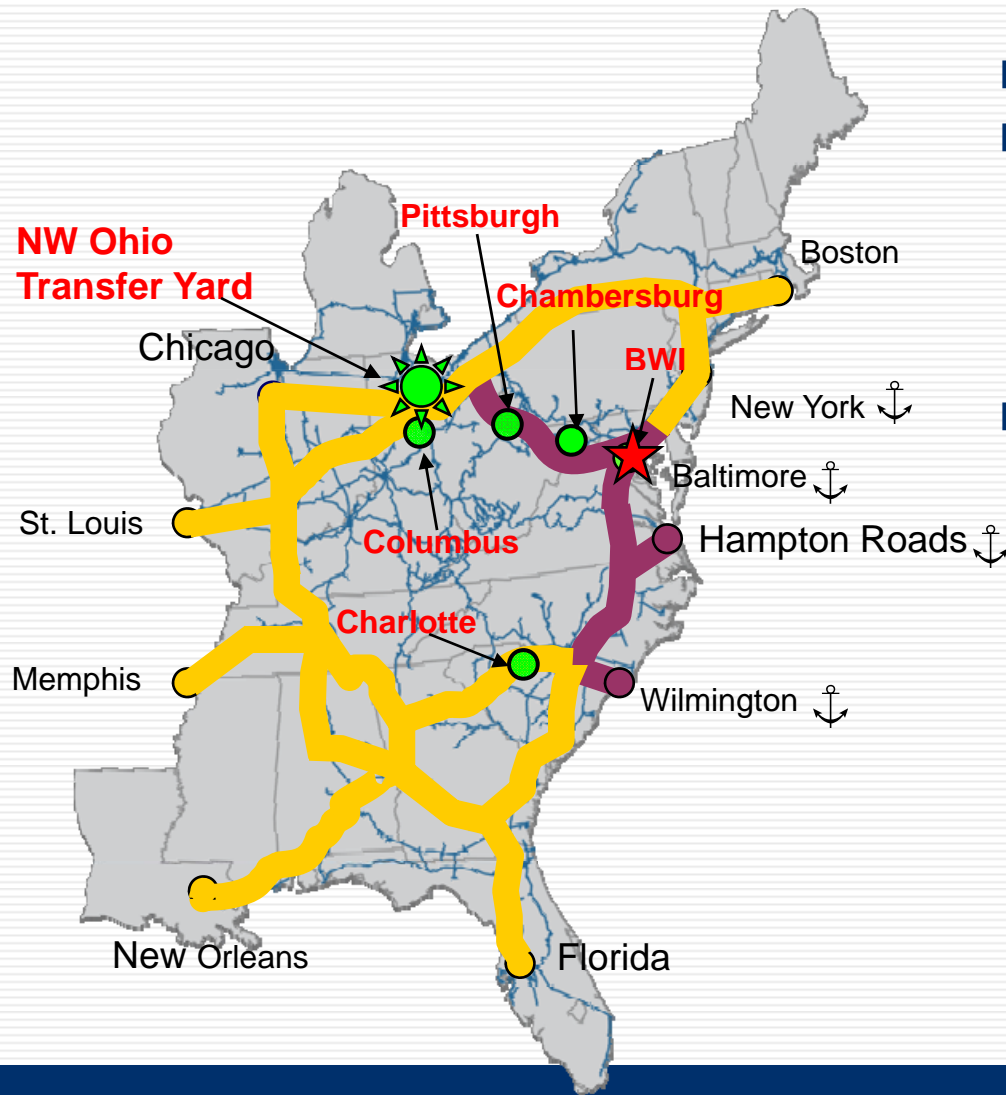 Pittsburgh
NW Ohio
Transfer Yard
Boston
Chambersburg
Chicago
BWI
New York
Baltimore
St. Louis
Columbus
Hampton Roads
Charlotte
Memphis
Wilmington
New Orleans
Florida